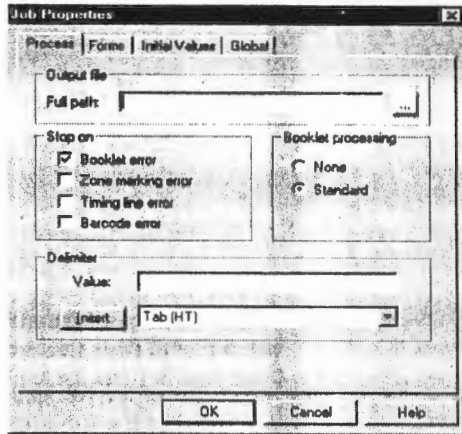 Job Properties
Process Forms Initial Values Global
Output file
Full path:
...
Stop on
Booklet error
Zone marking error
Timing line error
Barcode error
Booklet processing
None
Standard
Delimiter
Value:
Insert Tab (HT)
OK Cancel Help